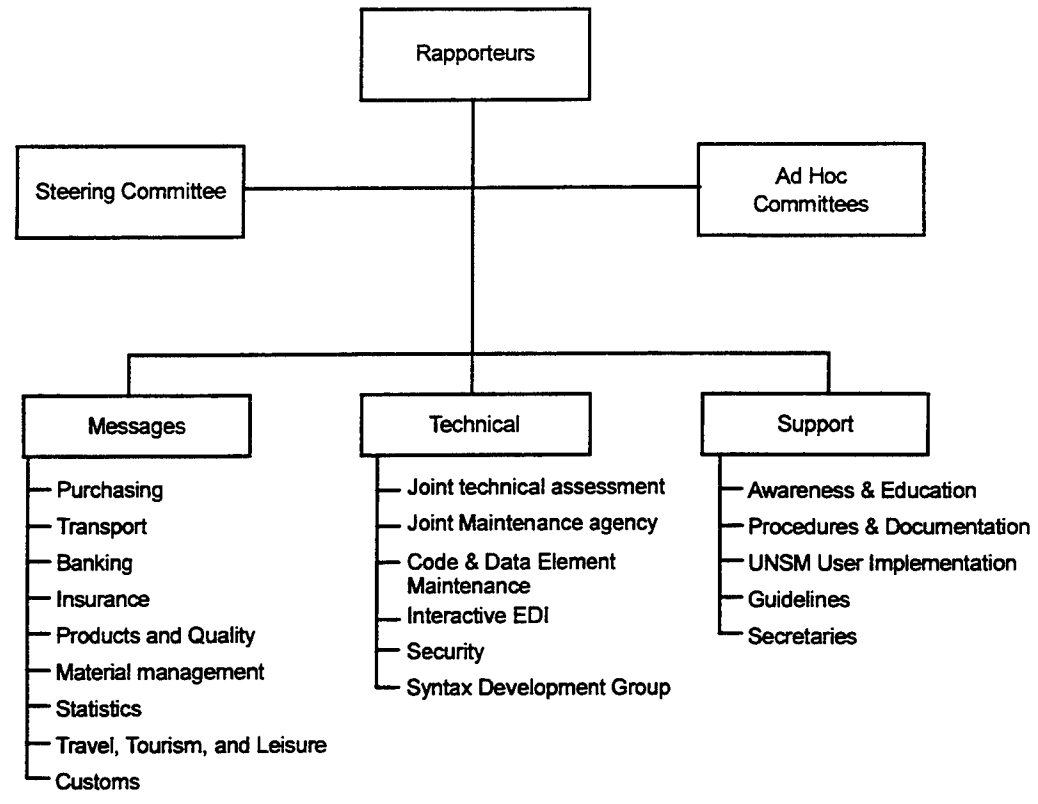 Rapporteurs
Steering Committee
Ad Hoc
Committees
Messages
Purchasing
Transport
Banking
Insurance
Products and Quality
Material management
Statistics
Travel, Tourism, and Leisure
Customs
Technical
Joint technical assessment
Joint Maintenance agency
Code & Data Element
Maintenance
Interactive EDI
Security
Syntax Development Group
Support
Awareness & Education
Procedures & Documentation
UNSM User Implementation
Guidelines
Secretaries